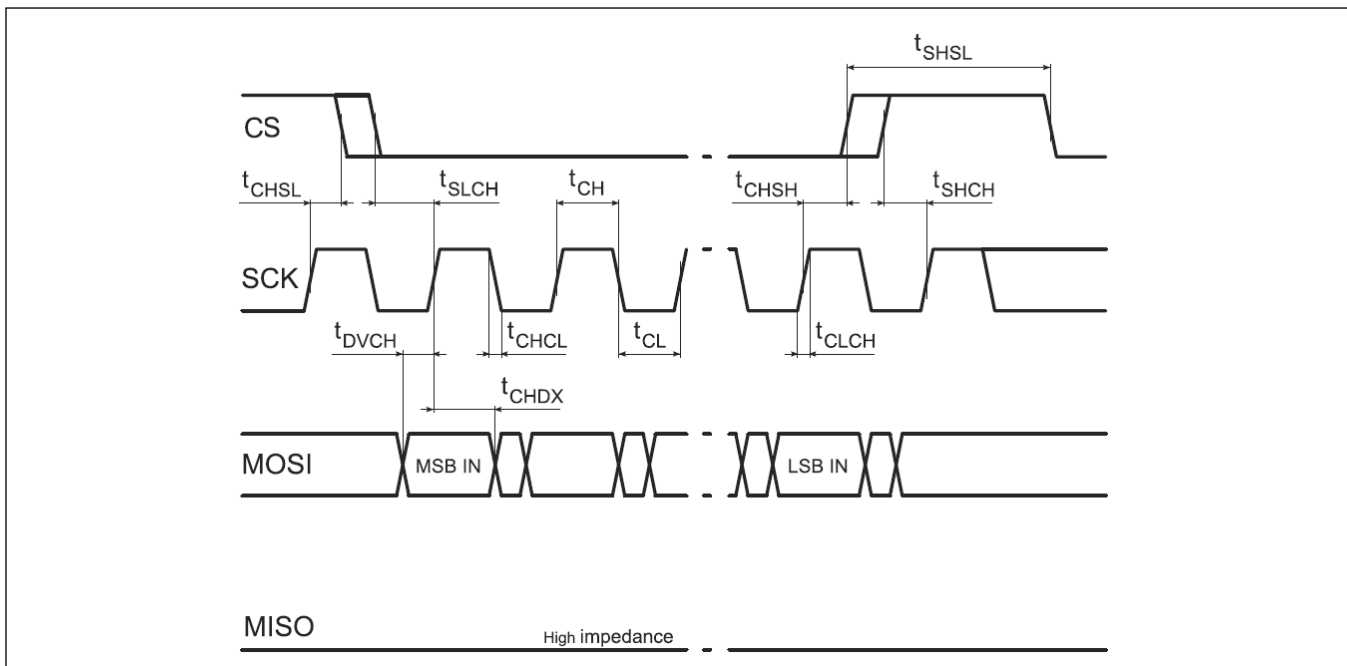 tSHSL
CS
tCHSL tSLCH tCH tCHSH tSHCH
SCK
tDVCH tCHCL tCL tCLCH
tCHDX
MOSI MSB IN LSB IN
MISO High impedance